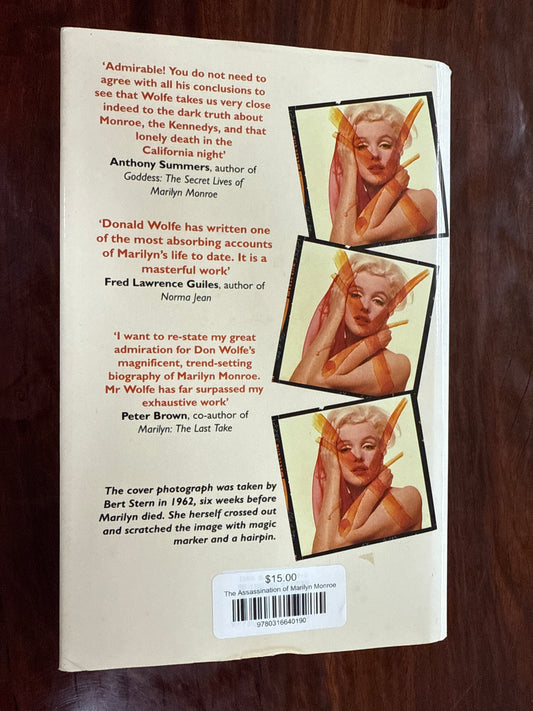 ‘Admirable! You do not need to
agree with all his conclusions to
see that Wolfe takes us very close
indeed to the dark truth about
Monroe, the Kennedys, and that
lonely death in the
California night’
Anthony Summers, author of
Goddess: The Secret Lives of
Marilyn Monroe
‘Donald Wolfe has written one
of the most absorbing accounts
of Marilyn’s life to date. It is a
masterful work’
Fred Lawrence Guiles, author of
Norma Jean
‘I want to re-state my great
admiration for Don Wolfe’s
magnificent, trend-setting
biography of Marilyn Monroe.
Mr Wolfe has far surpassed my
exhaustive work’
Peter Brown, co-author of
Marilyn: The Last Take
The cover photograph was taken by
Bert Stern in 1962, six weeks before
Marilyn died. She herself crossed out
and scratched the image with magic
marker and a hairpin.
$15.00
The Assassination of Marilyn Monroe
9780316640190